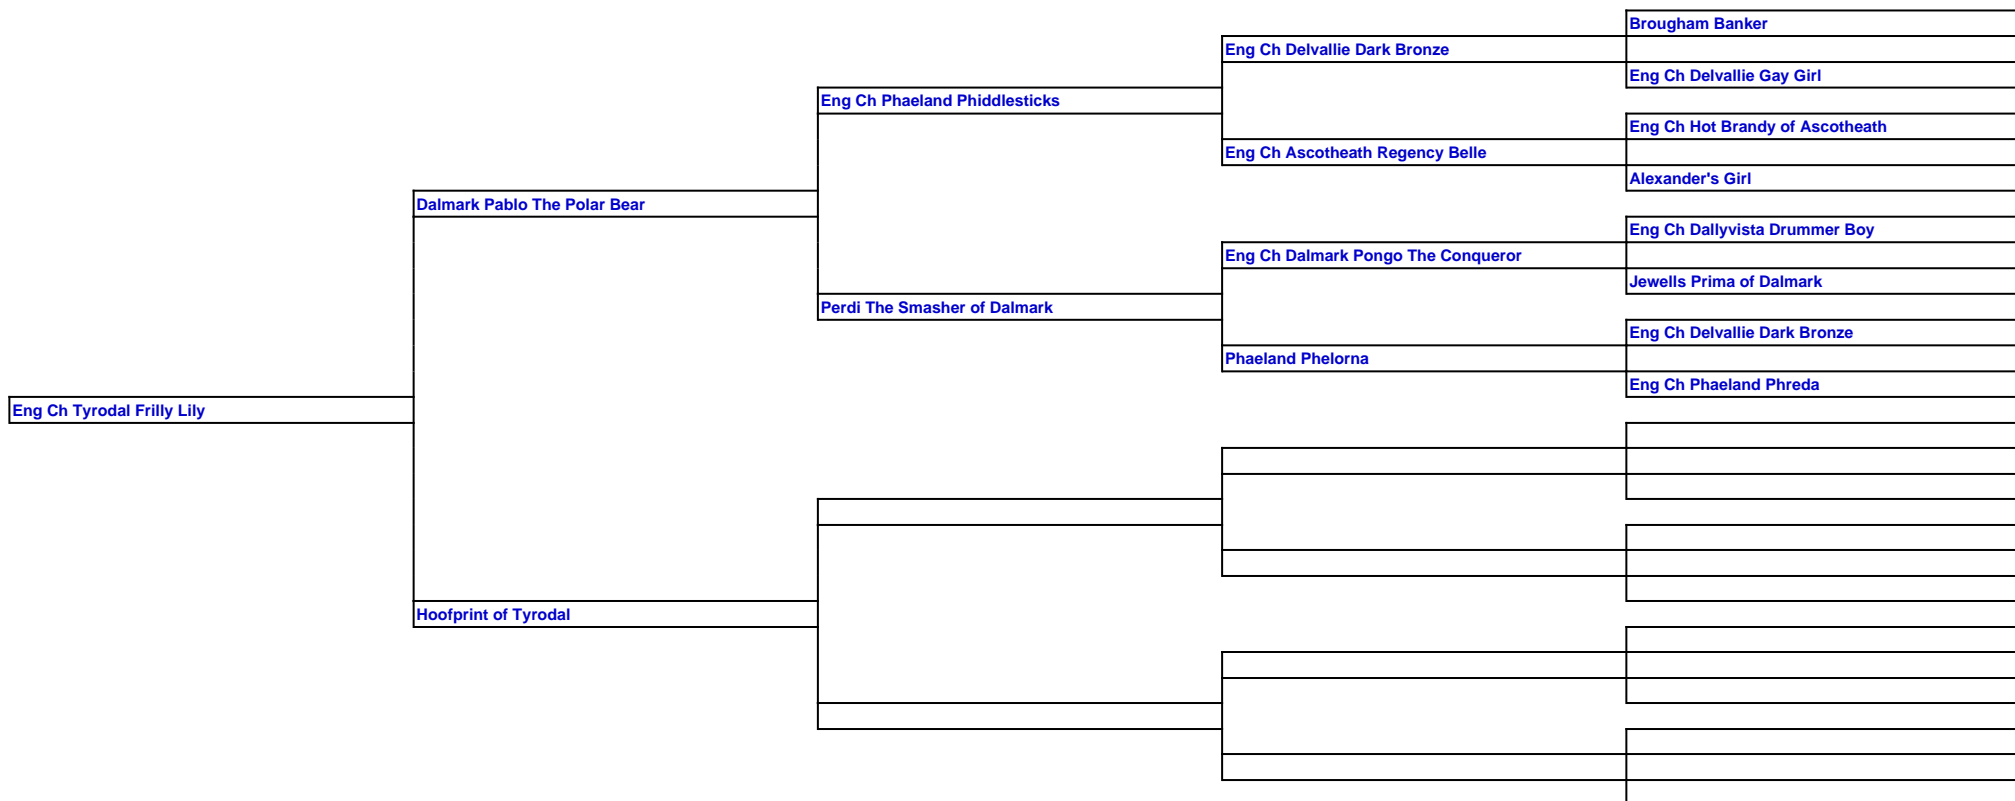 Brougham Banker
Eng Ch Delvallie Dark Bronze
Eng Ch Delvallie Gay Girl
Eng Ch Phaeland Phiddlesticks
Eng Ch Hot Brandy of Ascotheath
Eng Ch Ascotheath Regency Belle
Alexander's Girl
Dalmark Pablo The Polar Bear
Eng Ch Dallyvista Drummer Boy
Eng Ch Dalmark Pongo The Conqueror
Jewells Prima of Dalmark
Perdi The Smasher of Dalmark
Eng Ch Delvallie Dark Bronze
Phaeland Phelorna
Eng Ch Phaeland Phreda
Eng Ch Tyrodal Frilly Lily
Hoofprint of Tyrodal